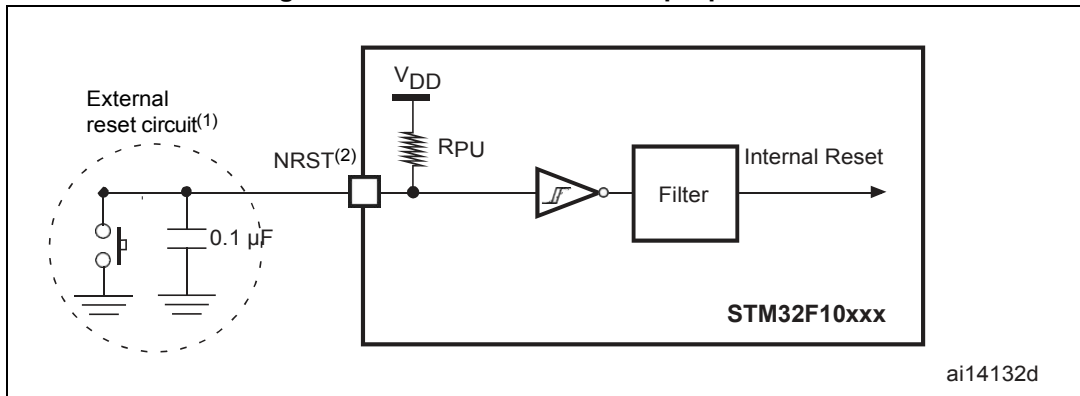 External
reset circuit(1)
VDD
RPU
NRST(2)
Internal Reset
Filter
0.1 µF
STM32F10xxx
ai14132d